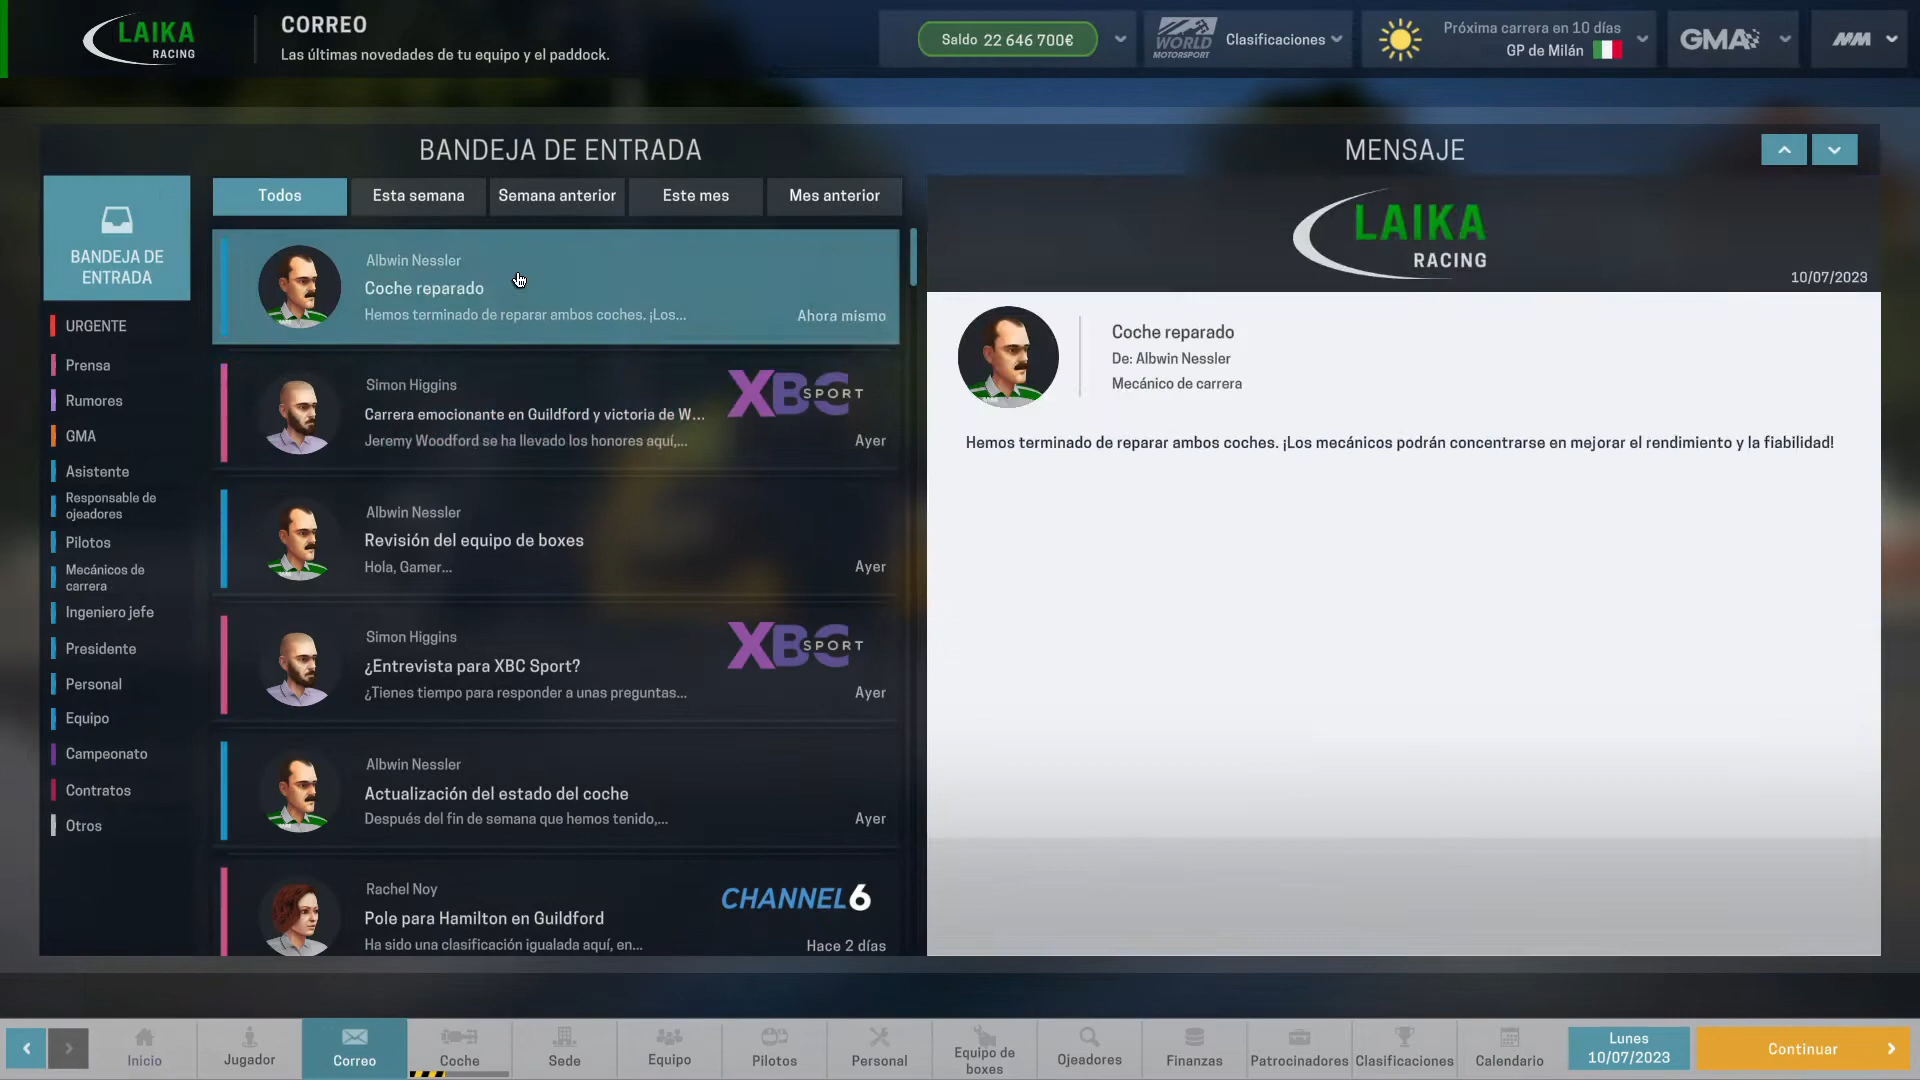 LAIKA
RACING
CORREO
Las últimas novedades de tu equipo y el paddock.
Saldo 22 646 700€
WORLD
MOTORSPORT
Clasificaciones
Próxima carrera en 10 días
GP de Milán
GMA
MM
BANDEJA DE ENTRADA
MENSAJE
BANDEJA DE
ENTRADA
URGENTE
Prensa
Rumores
GMA
Asistente
Responsable de
ojeadores
Pilotos
Mecánicos de
carrera
Ingeniero jefe
Presidente
Personal
Equipo
Campeonato
Contratos
Otros
Todos
Esta semana
Semana anterior
Este mes
Mes anterior
Albwin Nessler
Coche reparado
Hemos terminado de reparar ambos coches. ¡Los...
Ahora mismo
Simon Higgins
XBC SPORT
Carrera emocionante en Guildford y victoria de W...
Jeremy Woodford se ha llevado los honores aquí,...
Ayer
Albwin Nessler
Revisión del equipo de boxes
Hola, Gamer...
Ayer
Simon Higgins
XBC SPORT
¿Entrevista para XBC Sport?
¿Tienes tiempo para responder a unas preguntas...
Ayer
Albwin Nessler
Actualización del estado del coche
Después del fin de semana que hemos tenido,...
Ayer
Rachel Noy
CHANNEL6
Pole para Hamilton en Guildford
Ha sido una clasificación igualada aquí, en...
Hace 2 días
LAIKA
RACING
10/07/2023
Coche reparado
De: Albwin Nessler
Mecánico de carrera
Hemos terminado de reparar ambos coches. ¡Los mecánicos podrán concentrarse en mejorar el rendimiento y la fiabilidad!
Inicio
Jugador
Correo
Coche
Sede
Equipo
Pilotos
Personal
Equipo de
boxes
Ojeadores
Finanzas
Patrocinadores
Clasificaciones
Calendario
Lunes
10/07/2023
Continuar